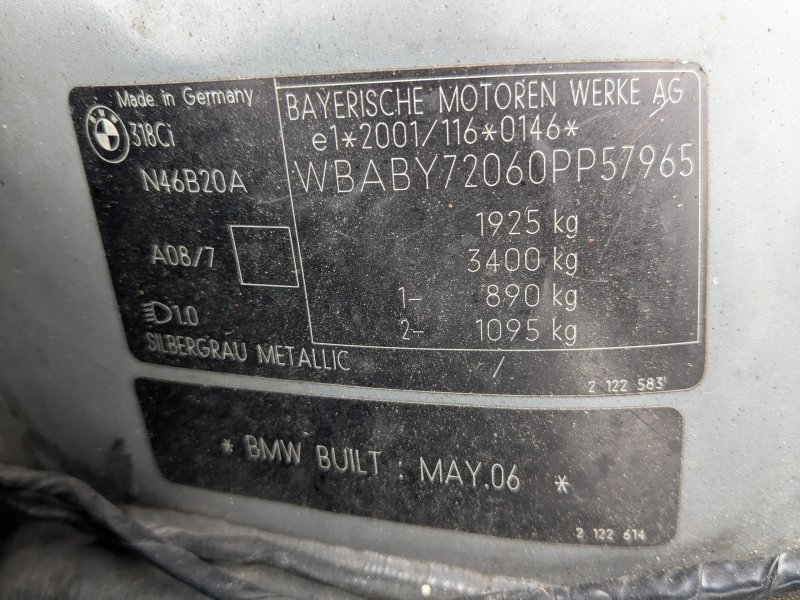 Made in Germany
BMW
318Ci
N46B20A
A08/7
1.0
SILBERGRAU METALLIC
BAYERISCHE MOTOREN WERKE AG
e1*2001/116*0146*
WBABY72060PP57965
1925 kg
3400 kg
1- 890 kg
2- 1095 kg
/
2 122 583
* BMW BUILT : MAY.06 *
2 122 614